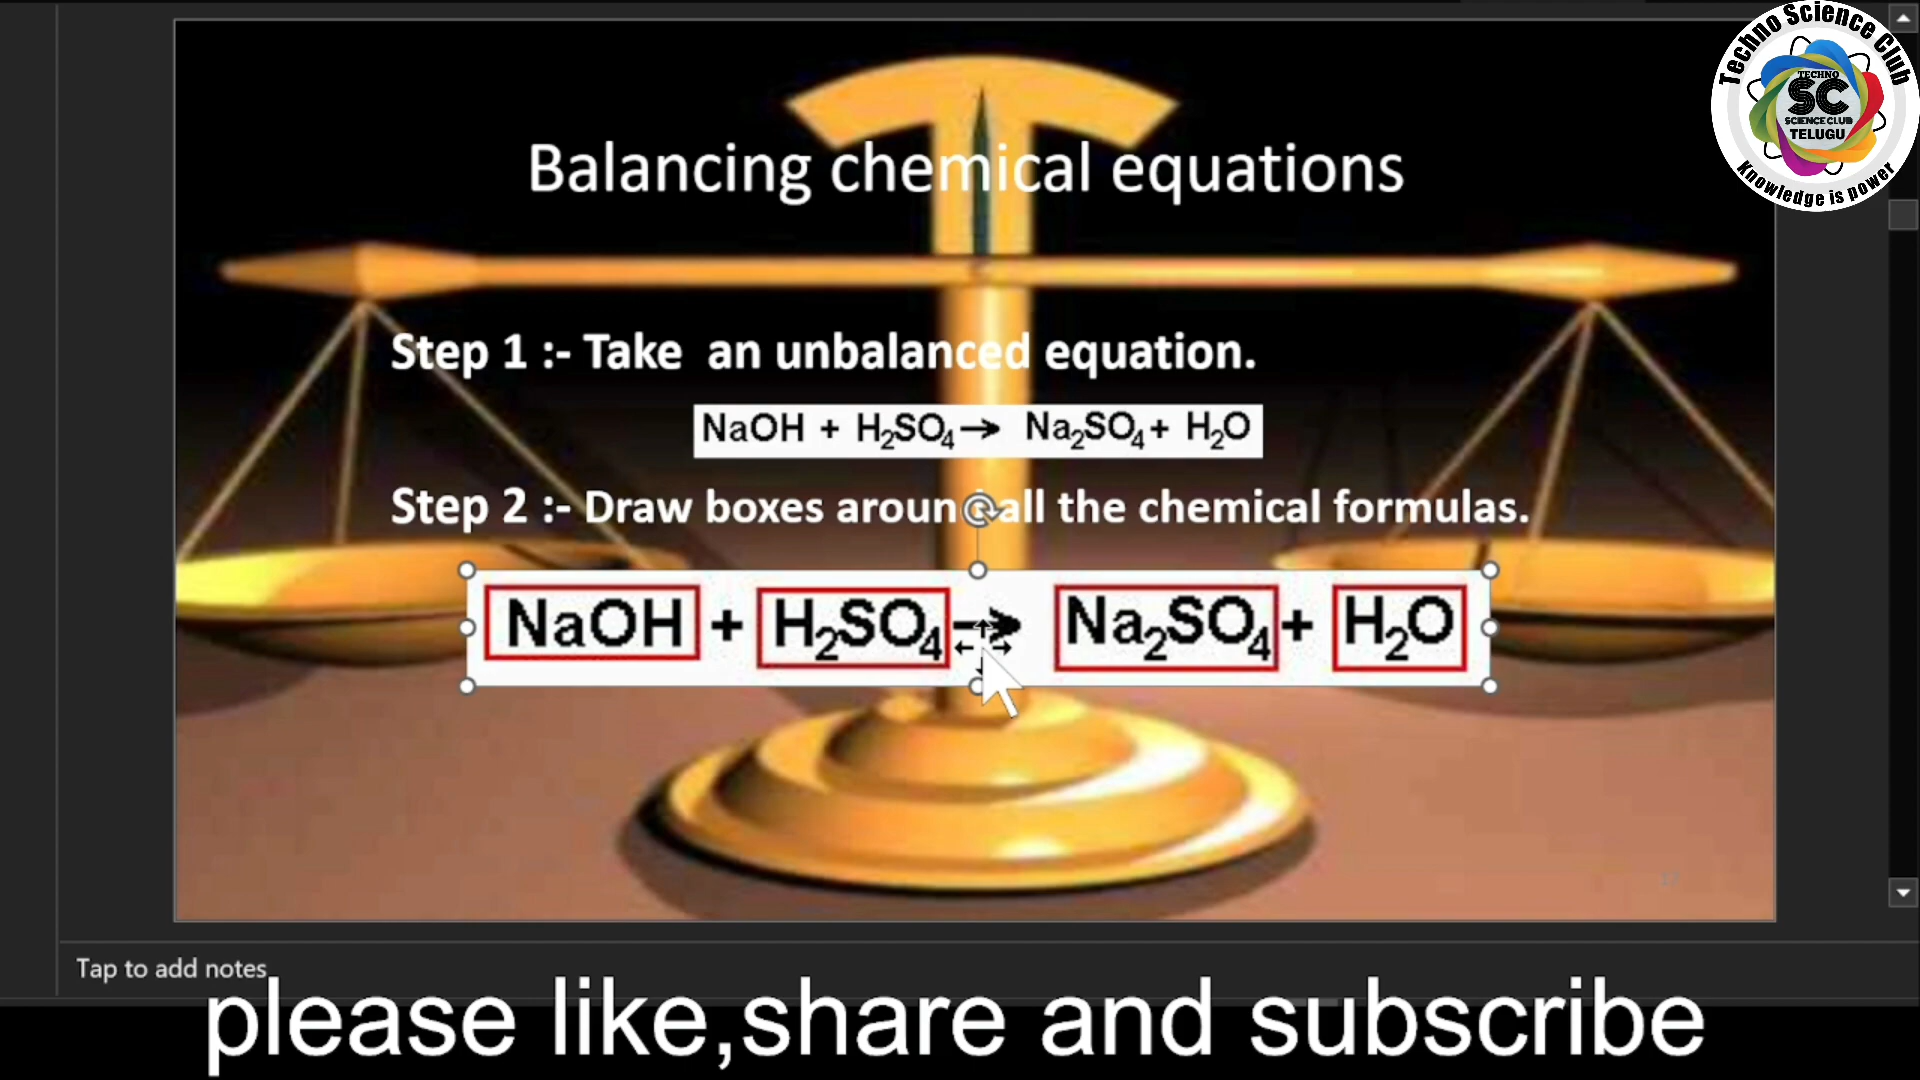 Techno Science Club
TECHNO
SC
SCIENCE CLUB
TELUGU
Knowledge is power
Balancing chemical equations
Step 1 :- Take an unbalanced equation.
NaOH + H₂SO₄→ Na₂SO₄+ H₂O
Step 2 :- Draw boxes around all the chemical formulas.
NaOH + H₂SO₄→ Na₂SO₄+ H₂O
Tap to add notes
please like,share and subscribe